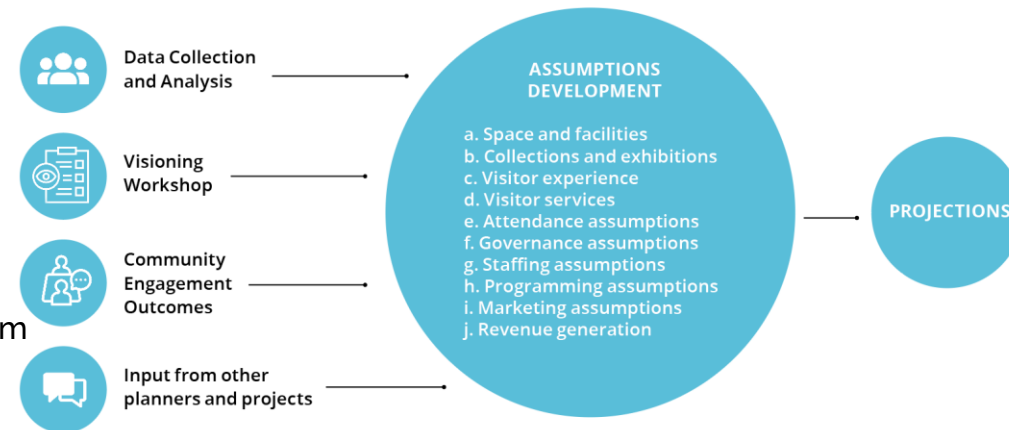 Data Collection
and Analysis
Visioning
Workshop
Community
Engagement
Outcomes
m
Input from other
planners and projects
ASSUMPTIONS
DEVELOPMENT
a. Space and facilities
b. Collections and exhibitions
c. Visitor experience
d. Visitor services
e. Attendance assumptions
f. Governance assumptions
g. Staffing assumptions
h. Programming assumptions
i. Marketing assumptions
j. Revenue generation
PROJECTIONS